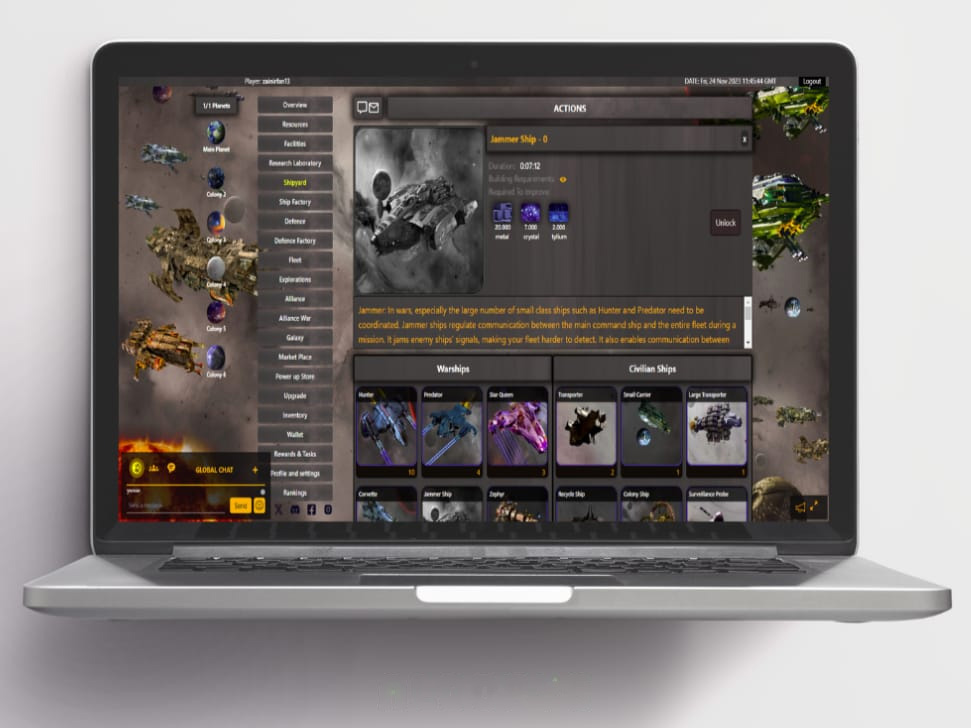 Player: zainirfan13
DATE: Fri, 24 Nov 2023 11:45:44 GMT
Logout
1/1 Planets
Main Planet
Colony 2
Colony 3
Colony 4
Colony 5
Colony 6
Overview
Resources
Facilities
Research Laboratory
Shipyard
Ship Factory
Defence
Defence Factory
Fleet
Explorations
Alliance
Alliance War
Galaxy
Market Place
Power up Store
Upgrade
Inventory
Wallet
Rewards & Tasks
Profile and settings
Rankings
ACTIONS
Jammer Ship - 0
x
Duration: 0:07:12
Building Requirements:
Required To Improve
20.000
metal
7.000
crystal
2.000
tylium
Unlock
Jammer: In wars, especially the large number of small class ships such as Hunter and Predator need to be
coordinated. Jammer ships regulate communication between the main command ship and the entire fleet during a
mission. It jams enemy ships' signals, making your fleet harder to detect. It also enables communication between
Warships
Civilian Ships
Hunter
10
Predator
4
Star Queen
3
Transporter
2
Small Carrier
1
Large Transporter
1
Corvette
Jammer Ship
Zephyr
Recycle Ship
Colony Ship
Surveillance Probe
GLOBAL CHAT
+
Send